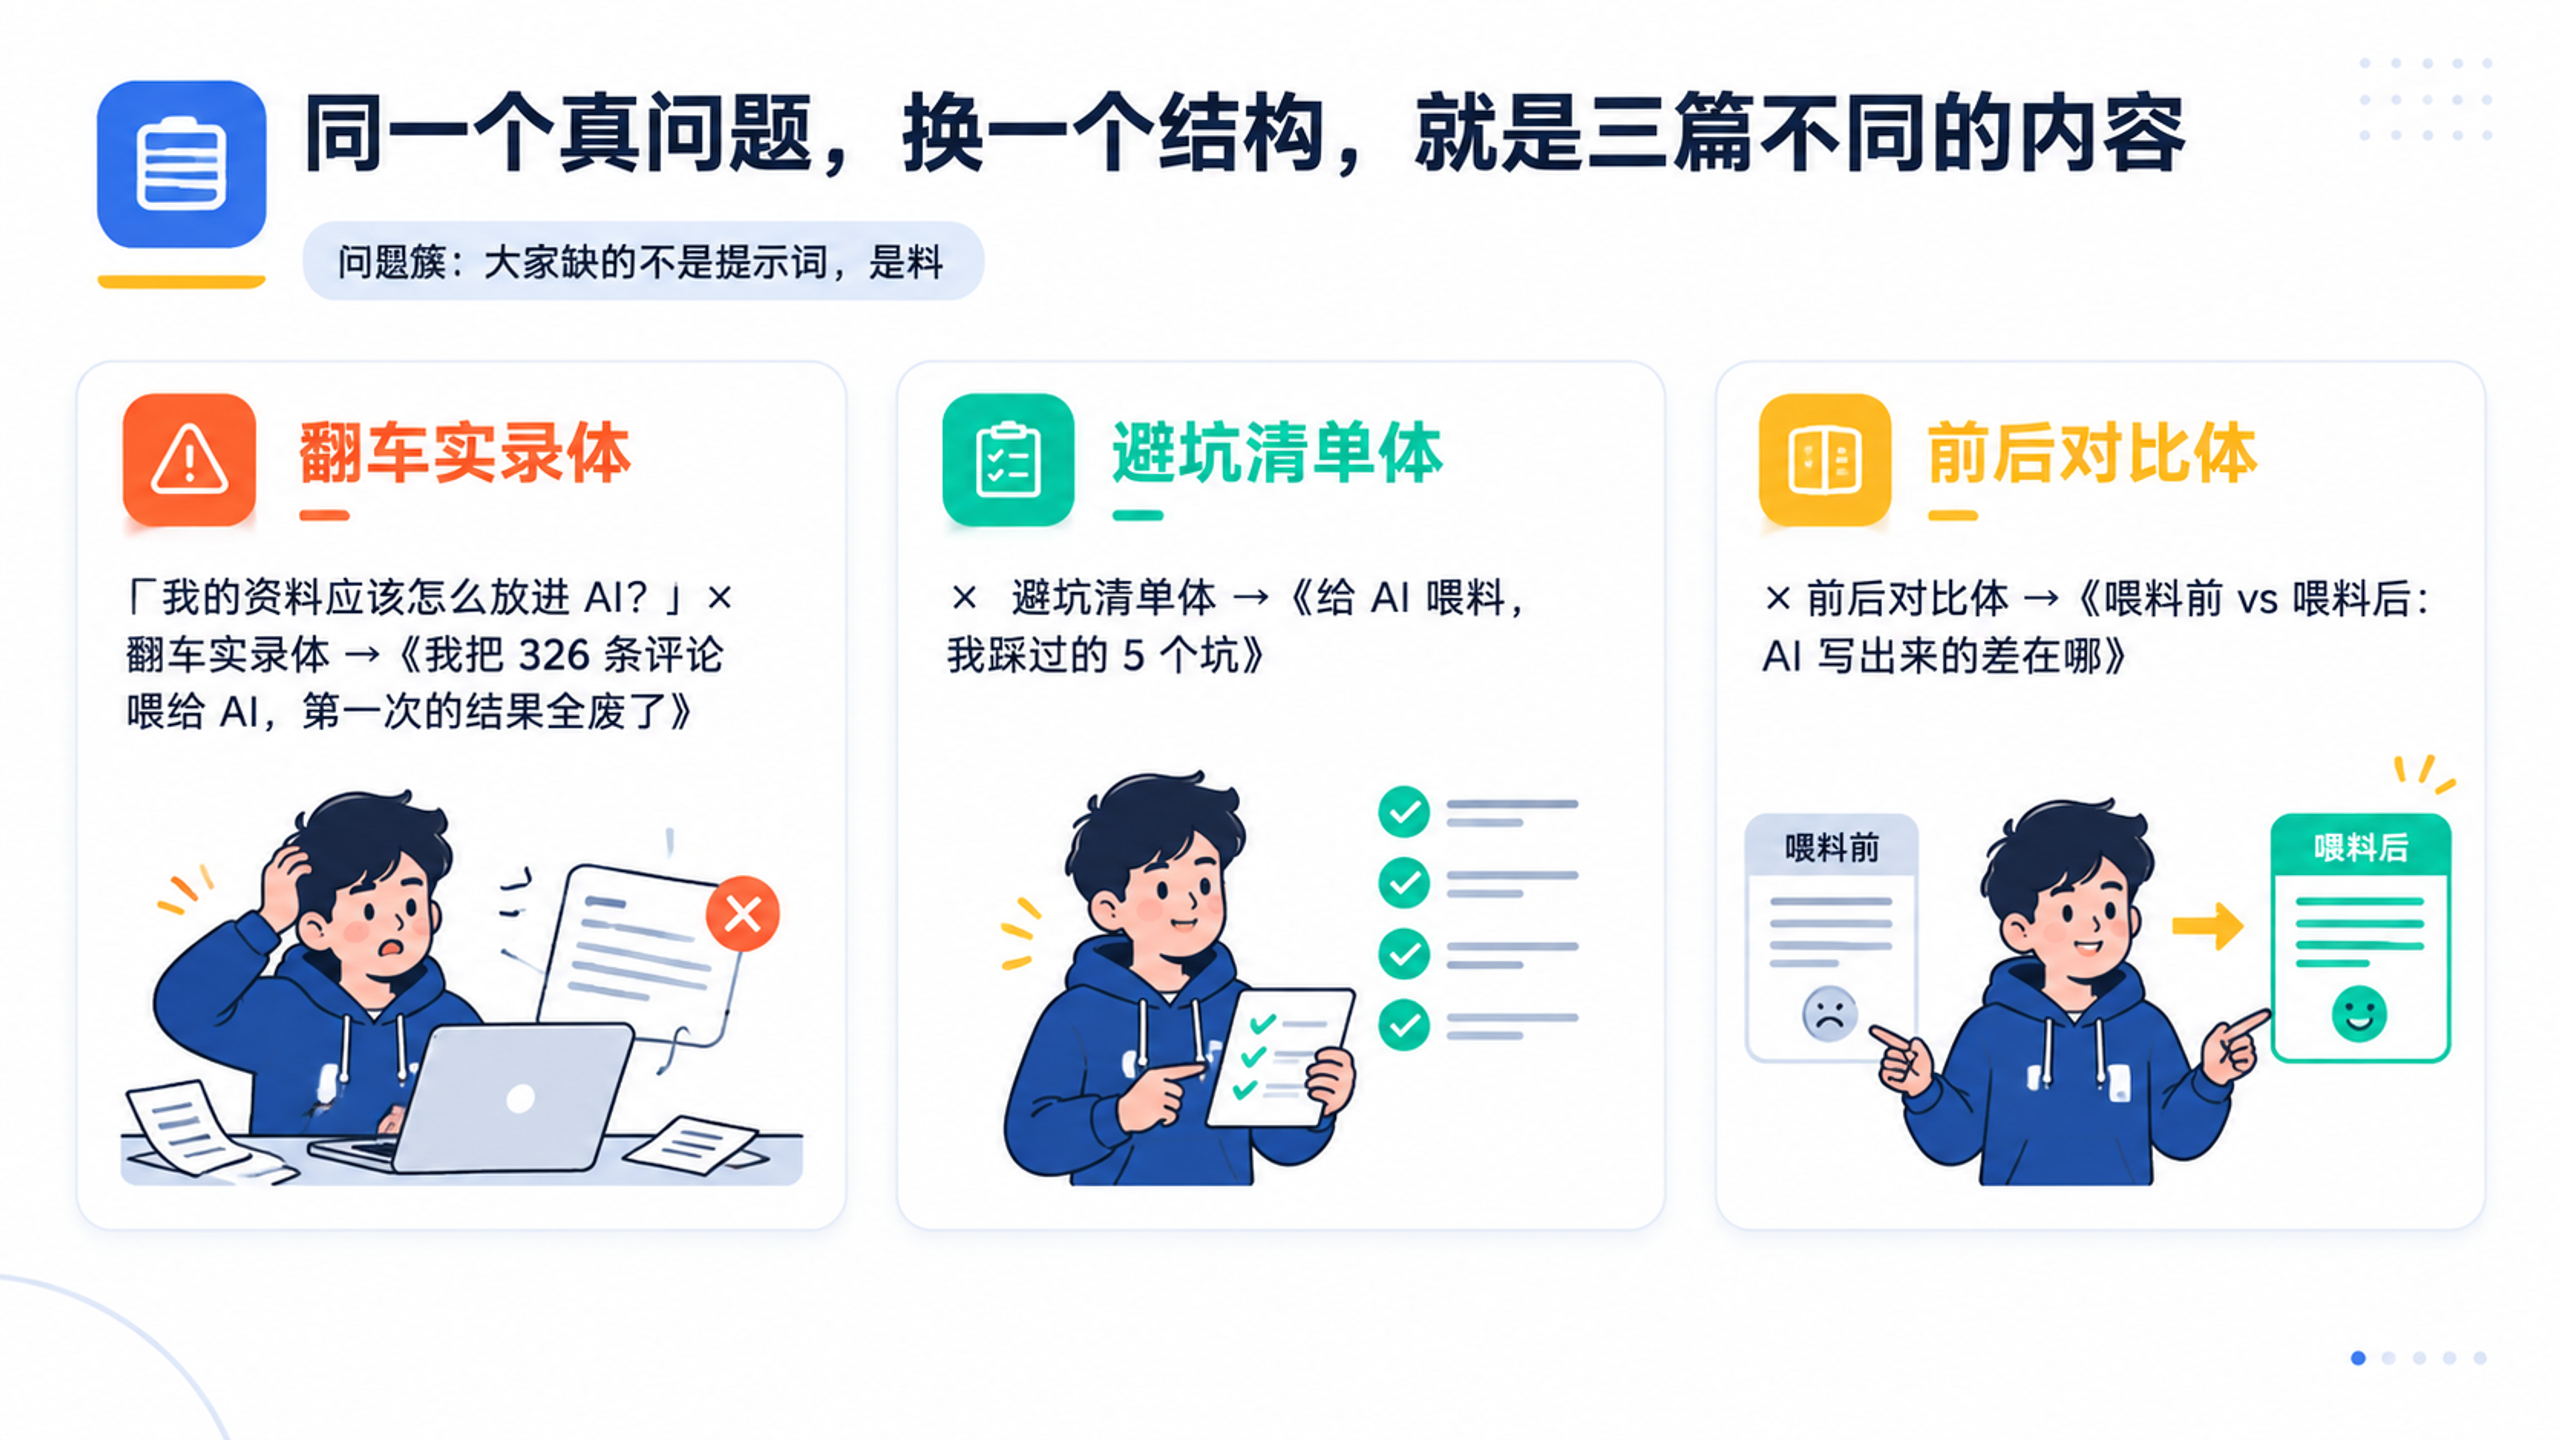 同一个真问题，换一个结构，就是三篇不同的内容
问题簇：大家缺的不是提示词，是料
翻车实录体
「我的资料应该怎么放进 AI？」×
翻车实录体 →《我把 326 条评论
喂给 AI，第一次的结果全废了》
避坑清单体
× 避坑清单体 →《给 AI 喂料，
我踩过的 5 个坑》
前后对比体
× 前后对比体 →《喂料前 vs 喂料后：
AI 写出来的差在哪》
喂料前
喂料后